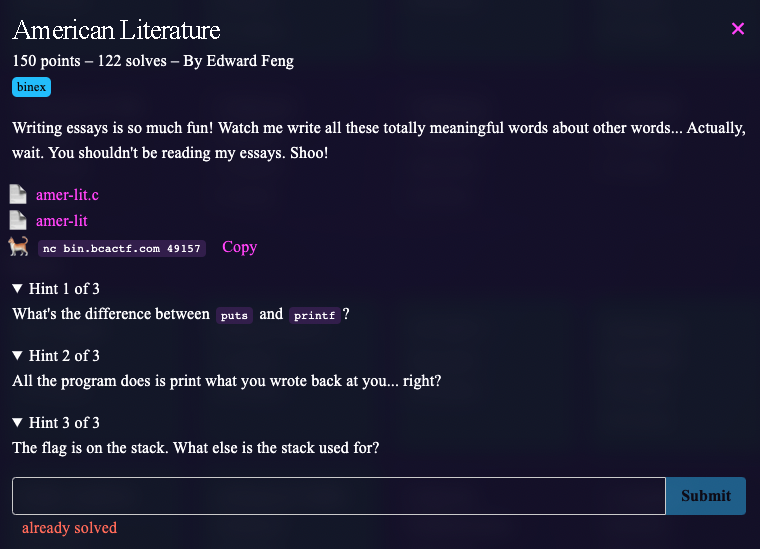 American Literature
×
150 points – 122 solves – By Edward Feng
binex
Writing essays is so much fun! Watch me write all these totally meaningful words about other words... Actually,
wait. You shouldn't be reading my essays. Shoo!
amer-lit.c
amer-lit
nc bin.bcactf.com 49157 Copy
▼ Hint 1 of 3
What's the difference between puts and printf?
▼ Hint 2 of 3
All the program does is print what you wrote back at you... right?
▼ Hint 3 of 3
The flag is on the stack. What else is the stack used for?
Submit
already solved